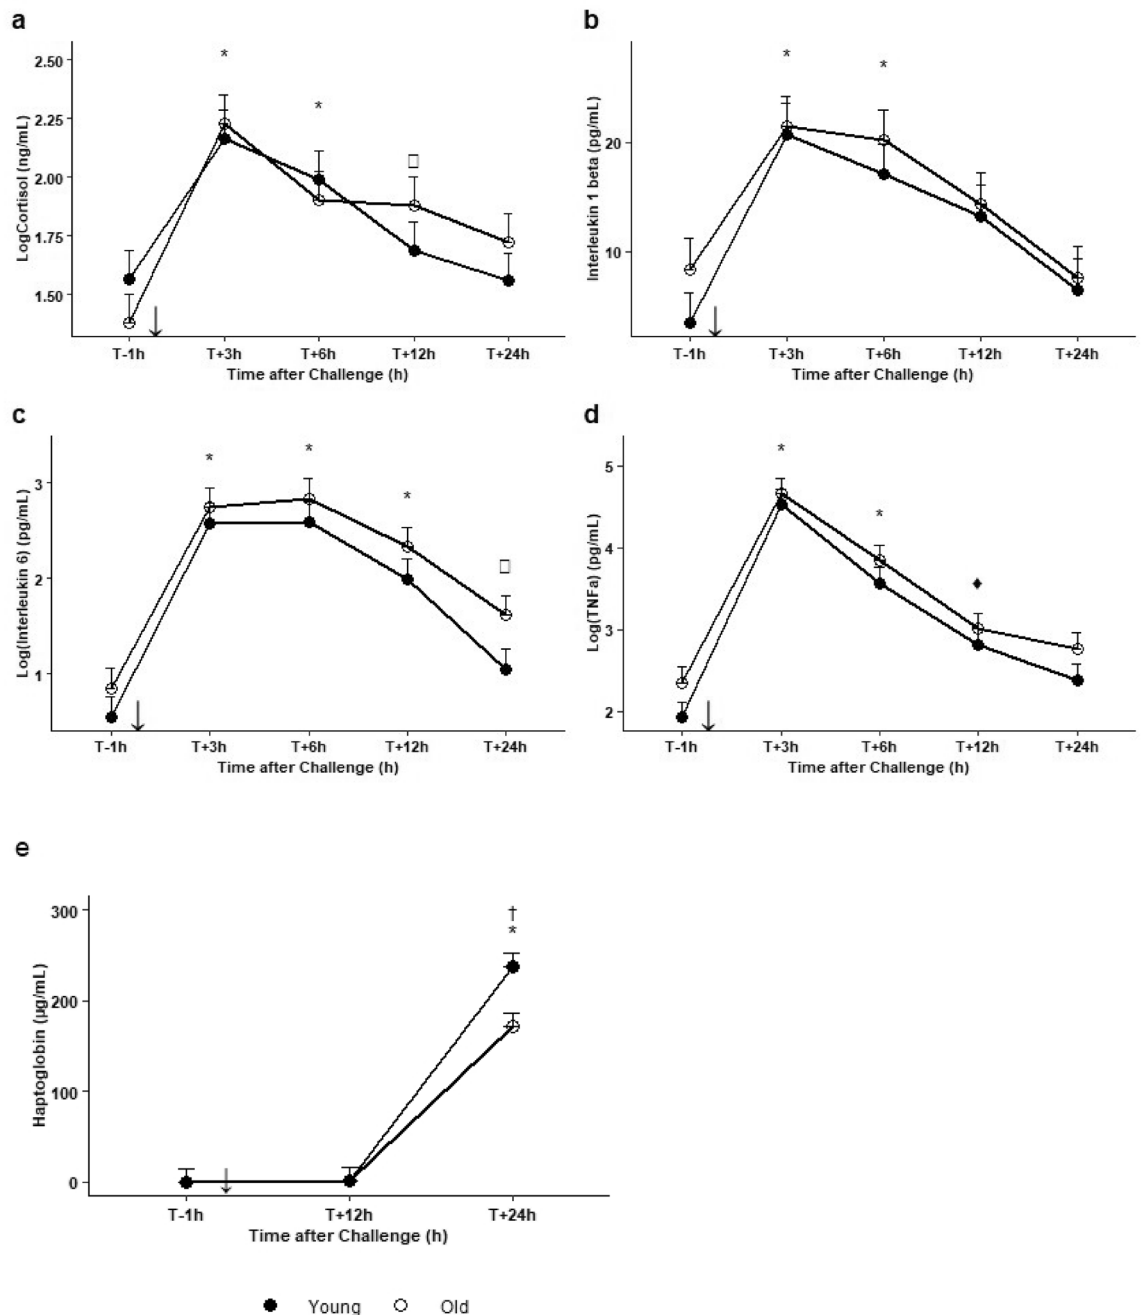 a
2.50
2.25
2.00
1.75
1.50
LogCortisol (ng/mL)
*
*
T-1h T+3h T+6h T+12h T+24h
Time after Challenge (h)
b
20
10
Interleukin 1 beta (pg/mL)
*
*
T-1h T+3h T+6h T+12h T+24h
Time after Challenge (h)
c
3
2
1
Log(Interleukin 6) (pg/mL)
*
*
*
T-1h T+3h T+6h T+12h T+24h
Time after Challenge (h)
d
5
4
3
2
Log(TNFa) (pg/mL)
*
*
♦
T-1h T+3h T+6h T+12h T+24h
Time after Challenge (h)
e
300
200
100
0
Haptoglobin (µg/mL)
†
*
T-1h T+12h T+24h
Time after Challenge (h)
Young Old